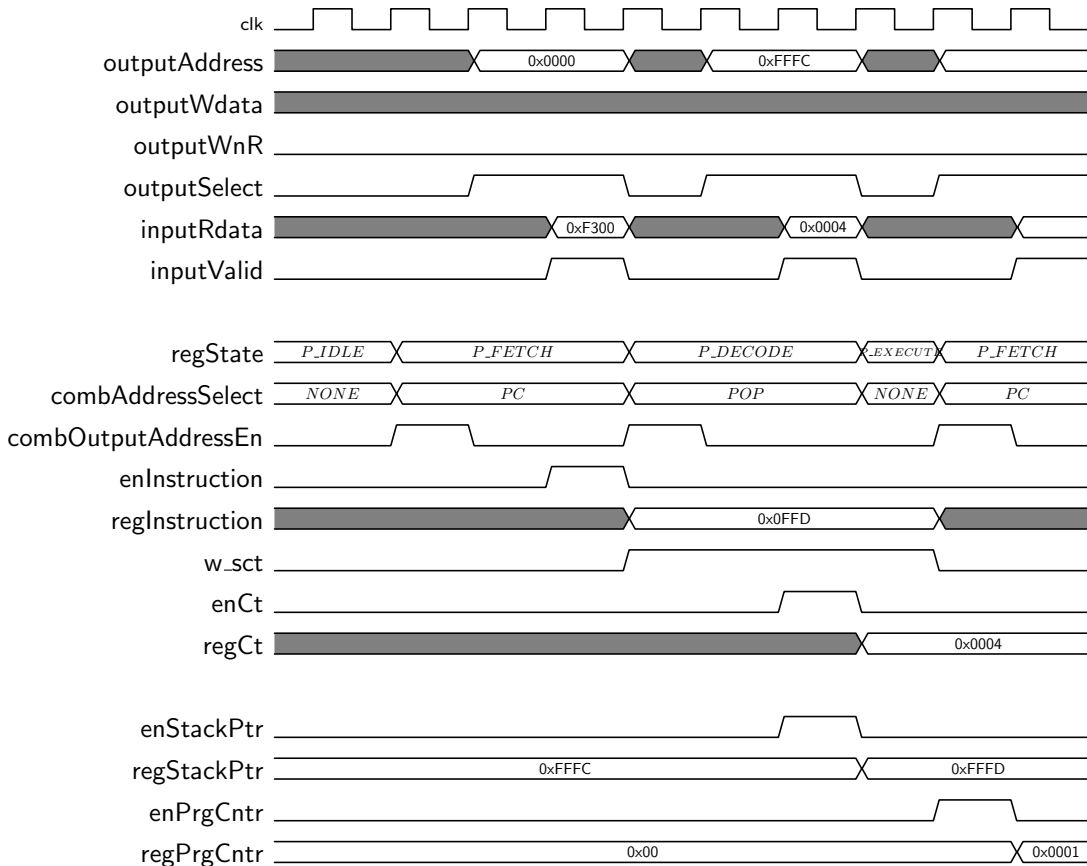 clk
outputAddress 0x0000 0xFFFC
outputWdata
outputWnR
outputSelect
inputRdata 0xF300 0x0004
inputValid
regState P_IDLE P_FETCH P_DECODE P_EXECUTE P_FETCH
combAddressSelect NONE PC POP NONE PC
combOutputAddressEn
enInstruction
regInstruction 0x0FFD
w_sct
enCt
regCt 0x0004
enStackPtr
regStackPtr 0xFFFC 0xFFFD
enPrgCntr
regPrgCntr 0x00 0x0001